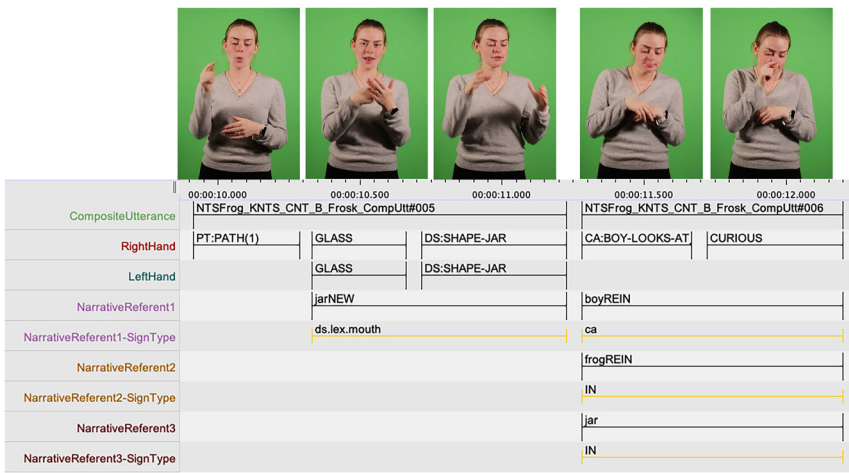 00:00:10.000 00:00:10.500 00:00:11.000 00:00:11.500 00:00:12.000
CompositeUtterance NTSFrog_KNTS_CNT_B_Frosk_CompUtt#005 NTSFrog_KNTS_CNT_B_Frosk_CompUtt#006
RightHand PT:PATH(1) GLASS DS:SHAPE-JAR CA:BOY-LOOKS-AT CURIOUS
LeftHand GLASS DS:SHAPE-JAR
NarrativeReferent1 jarNEW boyREIN
NarrativeReferent1-SignType ds.lex.mouth ca
NarrativeReferent2 frogREIN
NarrativeReferent2-SignType IN
NarrativeReferent3 jar
NarrativeReferent3-SignType IN